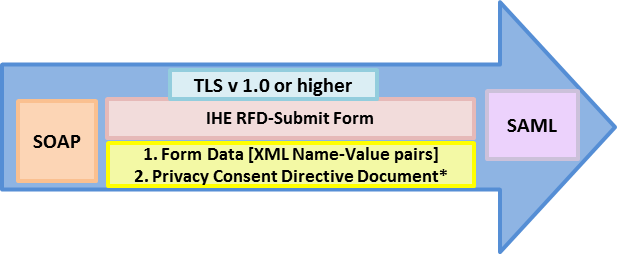 TLS v 1.0 or higher
IHE RFD-Submit Form
SOAP
SAML
1. Form Data [XML Name-Value pairs]
2. Privacy Consent Directive Document*